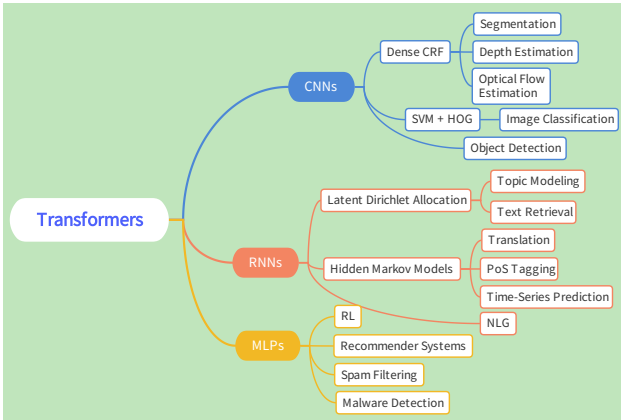 Transformers
CNNs
Dense CRF
Segmentation
Depth Estimation
Optical Flow
Estimation
SVM + HOG
Image Classification
Object Detection
RNNs
Latent Dirichlet Allocation
Topic Modeling
Text Retrieval
Hidden Markov Models
Translation
PoS Tagging
Time-Series Prediction
NLG
MLPs
RL
Recommender Systems
Spam Filtering
Malware Detection